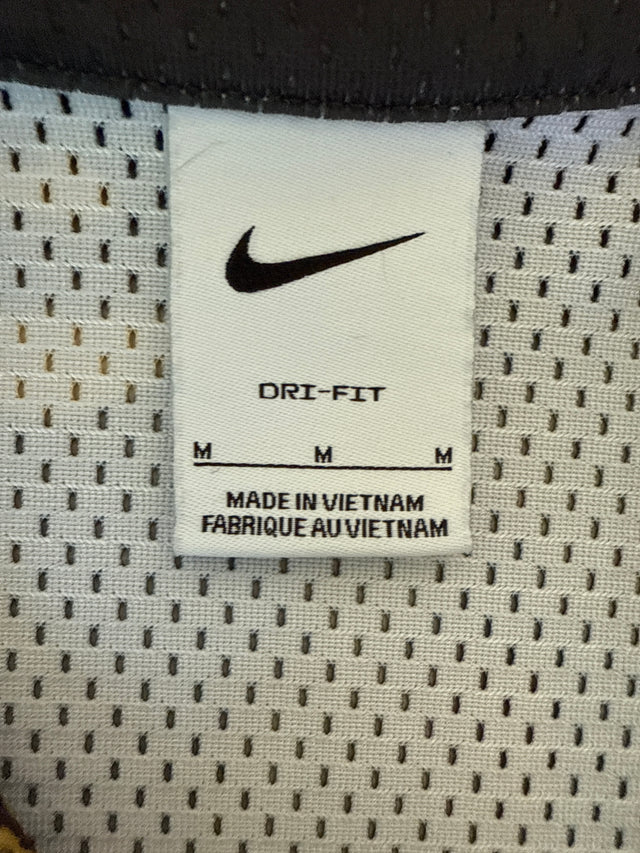 DRI-FIT
M M M
MADE IN VIETNAM
FABRIQUE AU VIETNAM